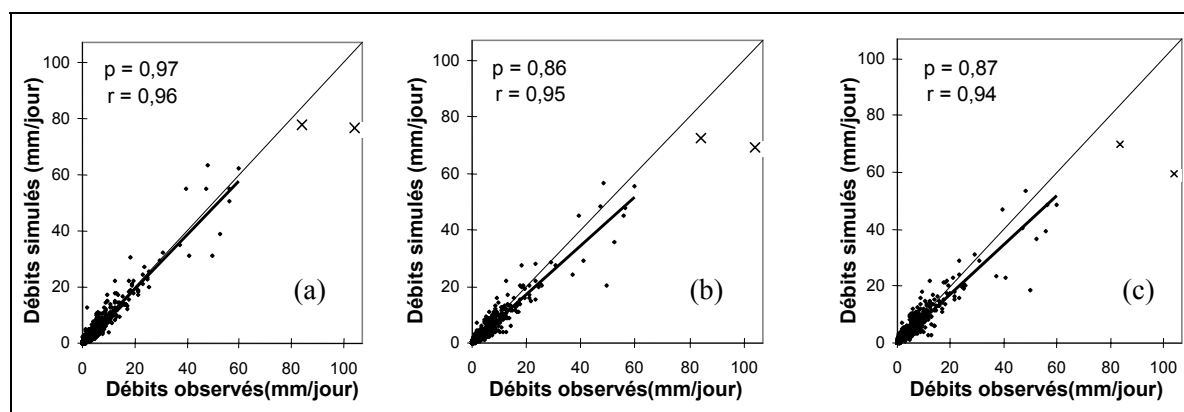 Débits simulés (mm/jour)
100
80
60
40
20
0
p = 0,97
r = 0,96
(a)
0 20 40 60 80 100
Débits observés(mm/jour)
Débits simulés (mm/jour)
100
80
60
40
20
0
p = 0,86
r = 0,95
(b)
0 20 40 60 80 100
Débits observés(mm/jour)
Débits simulés (mm/jour)
100
80
60
40
20
0
p = 0,87
r = 0,94
(c)
0 20 40 60 80 100
Débits observés(mm/jour)